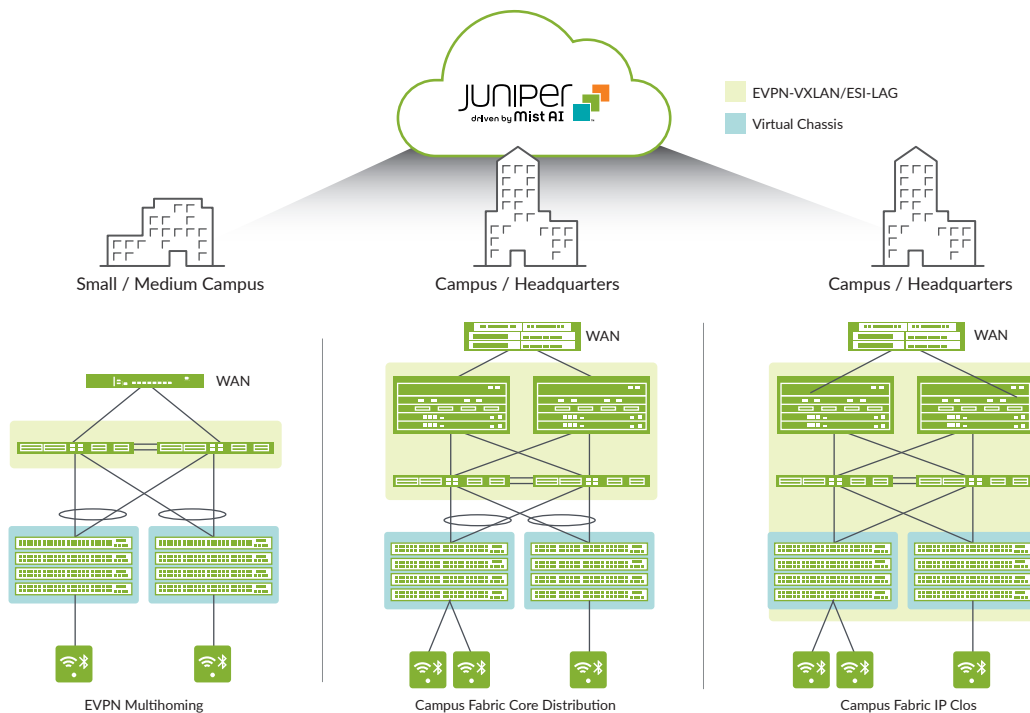 JUNIPER
driven by Mist AI
EVPN-VXLAN/ESI-LAG
Virtual Chassis
Small / Medium Campus
Campus / Headquarters
Campus / Headquarters
WAN
WAN
WAN
EVPN Multihoming
Campus Fabric Core Distribution
Campus Fabric IP Clos